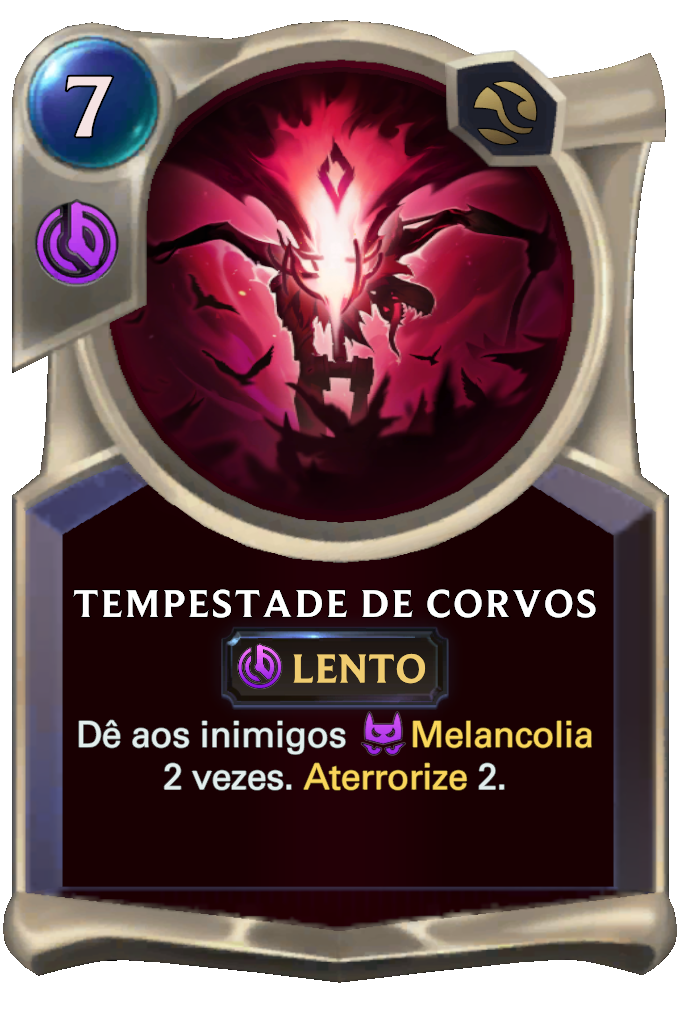 7
TEMPESTADE DE CORVOS
LENTO
Dê aos inimigos Melancolia
2 vezes. Aterrorize 2.